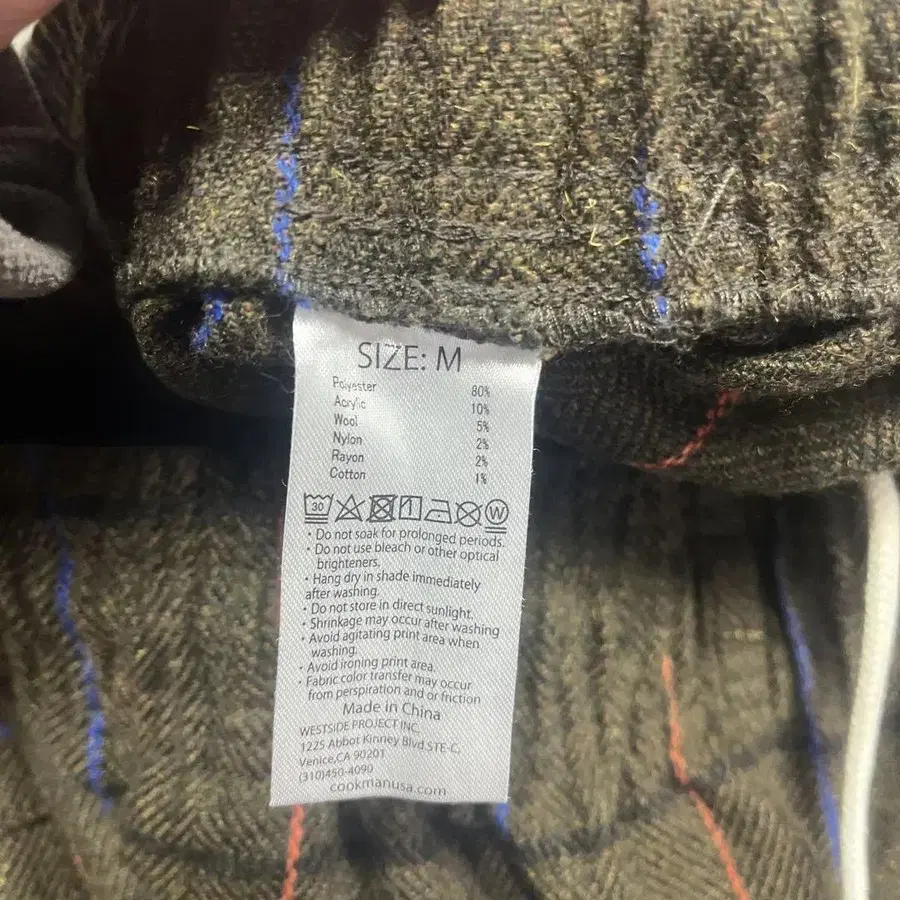 SIZE: M
Polyester 80%
Acrylic 10%
Wool 5%
Nylon 2%
Rayon 2%
Cotton 1%
30 W
• Do not soak for prolonged periods.
• Do not use bleach or other optical
brighteners.
• Hang dry in shade immediately
after washing.
• Do not store in direct sunlight.
• Shrinkage may occur after washing
• Avoid agitating print area when
washing.
• Avoid ironing print area.
• Fabric color transfer may occur
from perspiration and or friction
Made in China
WESTSIDE PROJECT INC.
1225 Abbot Kinney Blvd STE-C,
Venice,CA 90201
(310)450-4090
cookmanusa.com